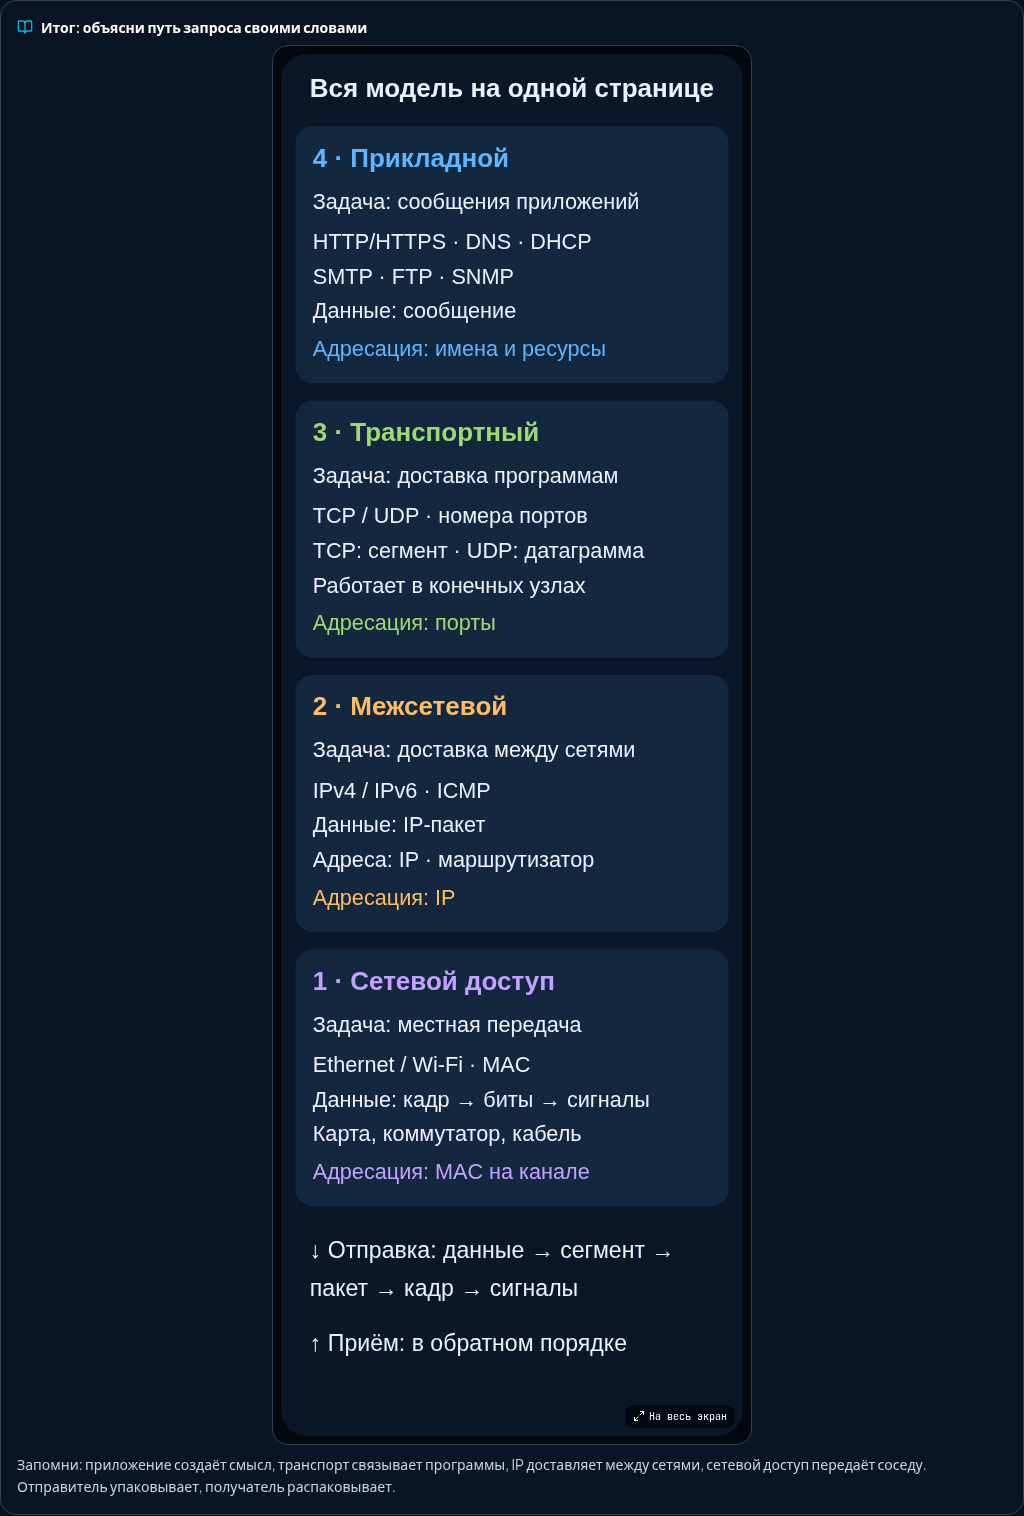 Итог: объясни путь запроса своими словами
Вся модель на одной странице
4 · Прикладной
Задача: сообщения приложений
HTTP/HTTPS · DNS · DHCP
SMTP · FTP · SNMP
Данные: сообщение
Адресация: имена и ресурсы
3 · Транспортный
Задача: доставка программам
TCP / UDP · номера портов
TCP: сегмент · UDP: датаграмма
Работает в конечных узлах
Адресация: порты
2 · Межсетевой
Задача: доставка между сетями
IPv4 / IPv6 · ICMP
Данные: IP-пакет
Адреса: IP · маршрутизатор
Адресация: IP
1 · Сетевой доступ
Задача: местная передача
Ethernet / Wi-Fi · MAC
Данные: кадр → биты → сигналы
Карта, коммутатор, кабель
Адресация: MAC на канале
↓ Отправка: данные → сегмент →
пакет → кадр → сигналы
↑ Приём: в обратном порядке
На весь экран
Запомни: приложение создаёт смысл, транспорт связывает программы, IP доставляет между сетями, сетевой доступ передаёт соседу.
Отправитель упаковывает, получатель распаковывает.